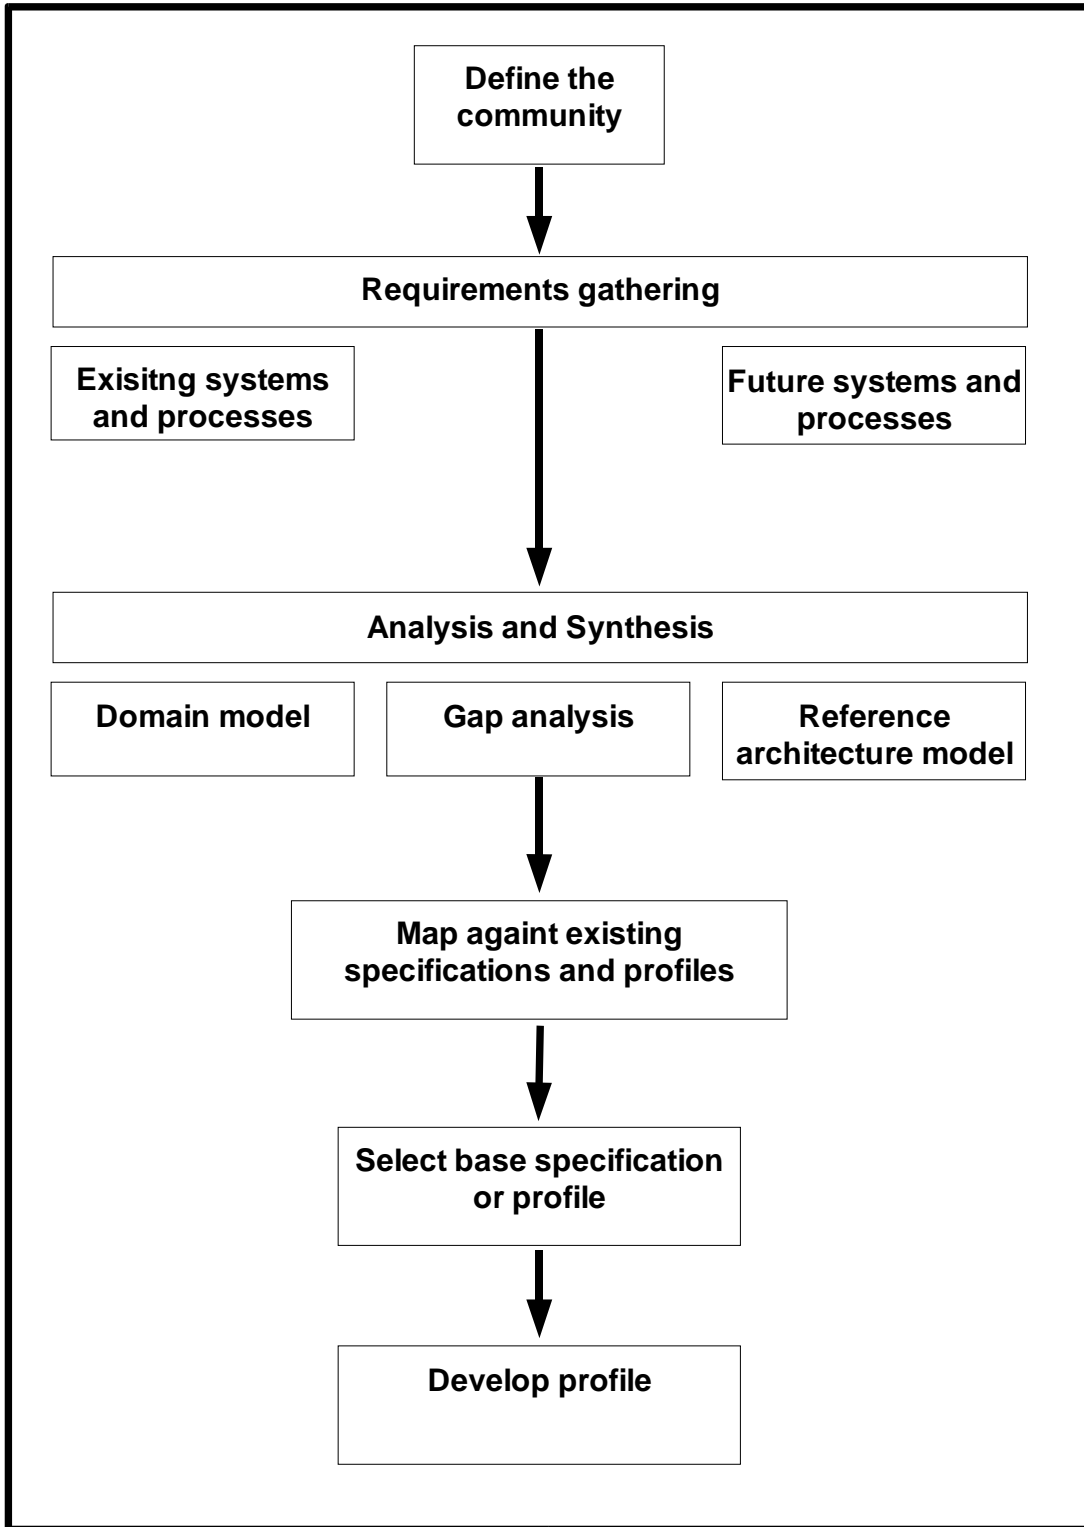 Define the
community
Requirements gathering
Exisitng systems
and processes
Future systems and
processes
Analysis and Synthesis
Domain model
Gap analysis
Reference
architecture model
Map againt existing
specifications and profiles
Select base specification
or profile
Develop profile